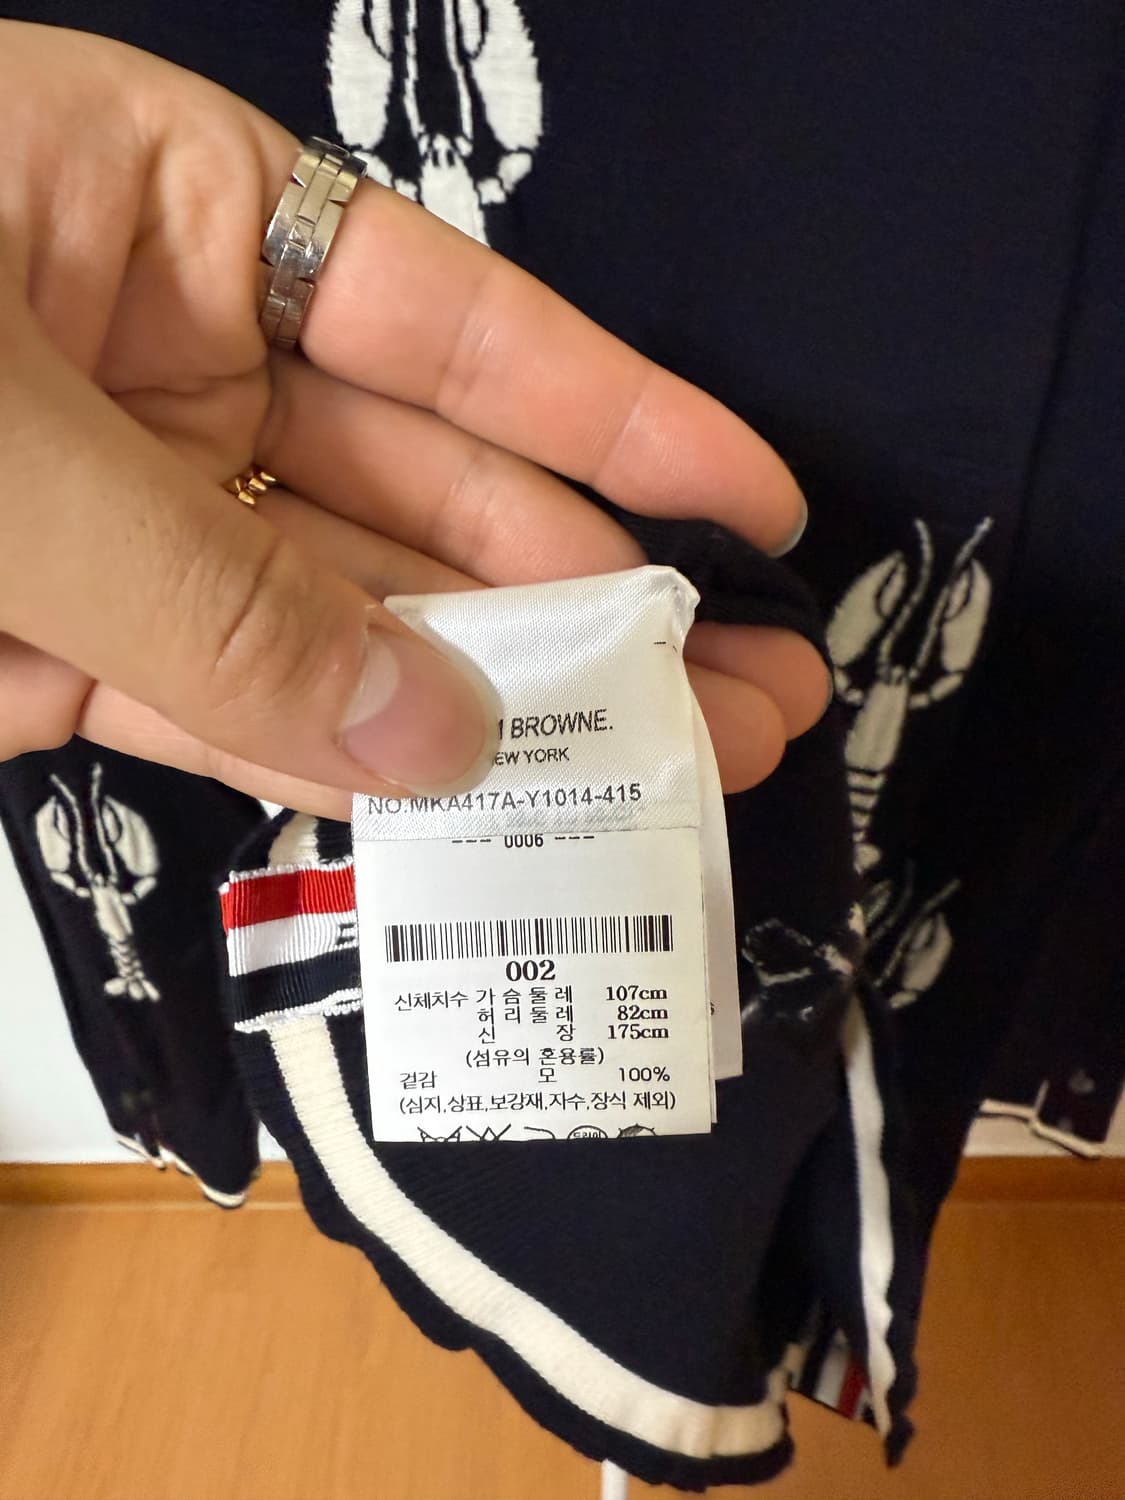 BROWNE.
YORK
NO.MKA417A-Y1014-415
--- 0006 ---
002
신체치수 가 슴 둘 레 107cm
허 리 둘 레 82cm
신 장 175cm
(섬유의 혼용률)
겉감 모 100%
(심지,상표,보강재,자수,장식 제외)